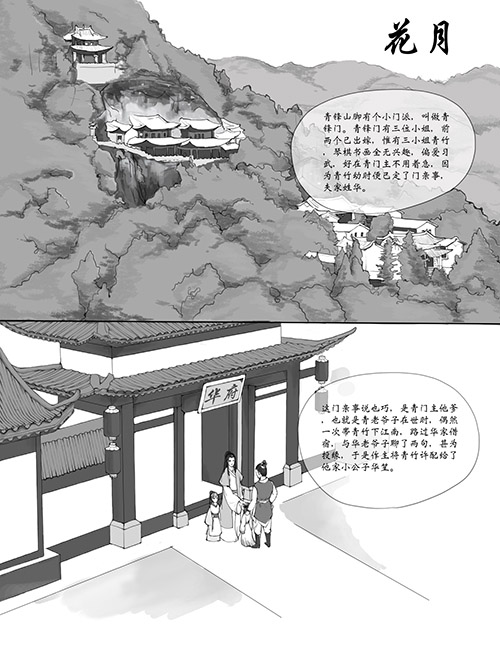 花月
青锋山脚有个小门派，叫做青
锋门。青锋门有三位小姐，前
两个已出嫁，惟有三小姐青竹
，琴棋书画全无兴趣，偏爱习
武，好在青门主不用着急，因
为青竹幼时便已定了门亲事，
夫家姓华。
华府
这门亲事说也巧，是青门主他爹
，也就是青老爷子在世时，偶然
一次带青竹下江南，路过华家借
宿，与华老爷子聊了两句，甚为
投缘，于是作主将青竹许配给了
他家小公子华堃。